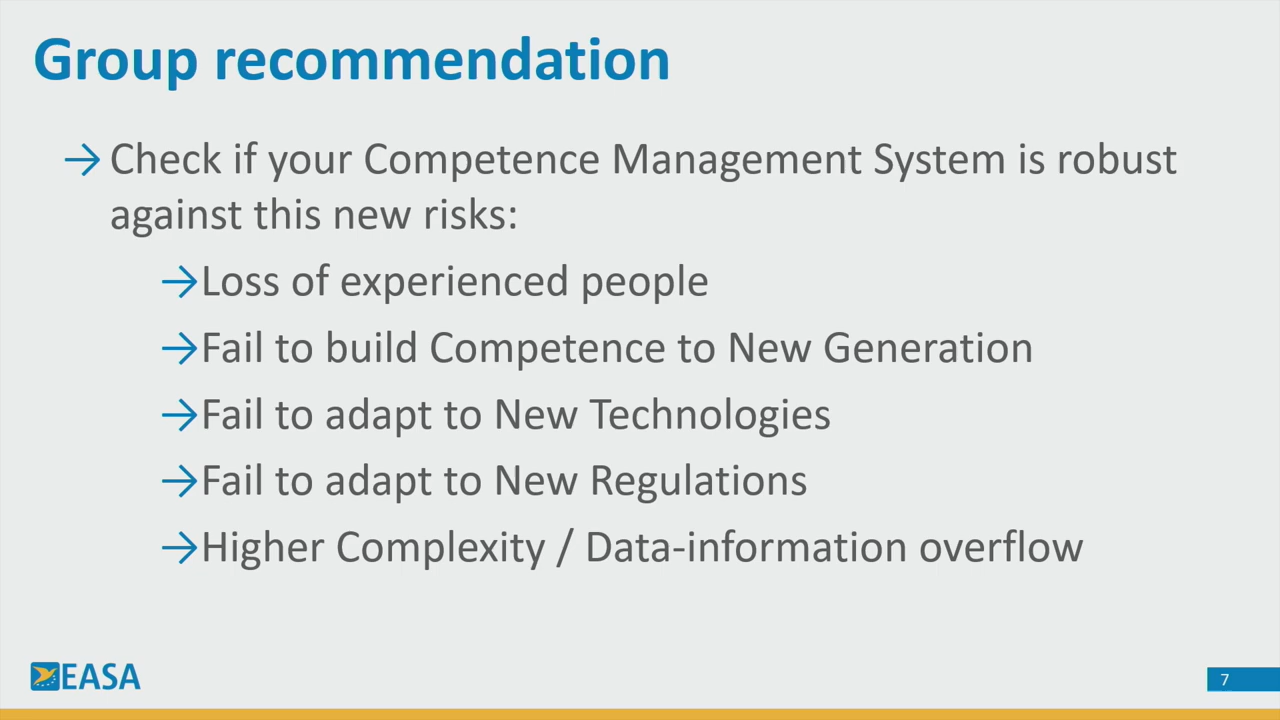 Group recommendation
→ Check if your Competence Management System is robust
against this new risks:
→Loss of experienced people
→Fail to build Competence to New Generation
→Fail to adapt to New Technologies
→Fail to adapt to New Regulations
→Higher Complexity / Data-information overflow
EASA
7